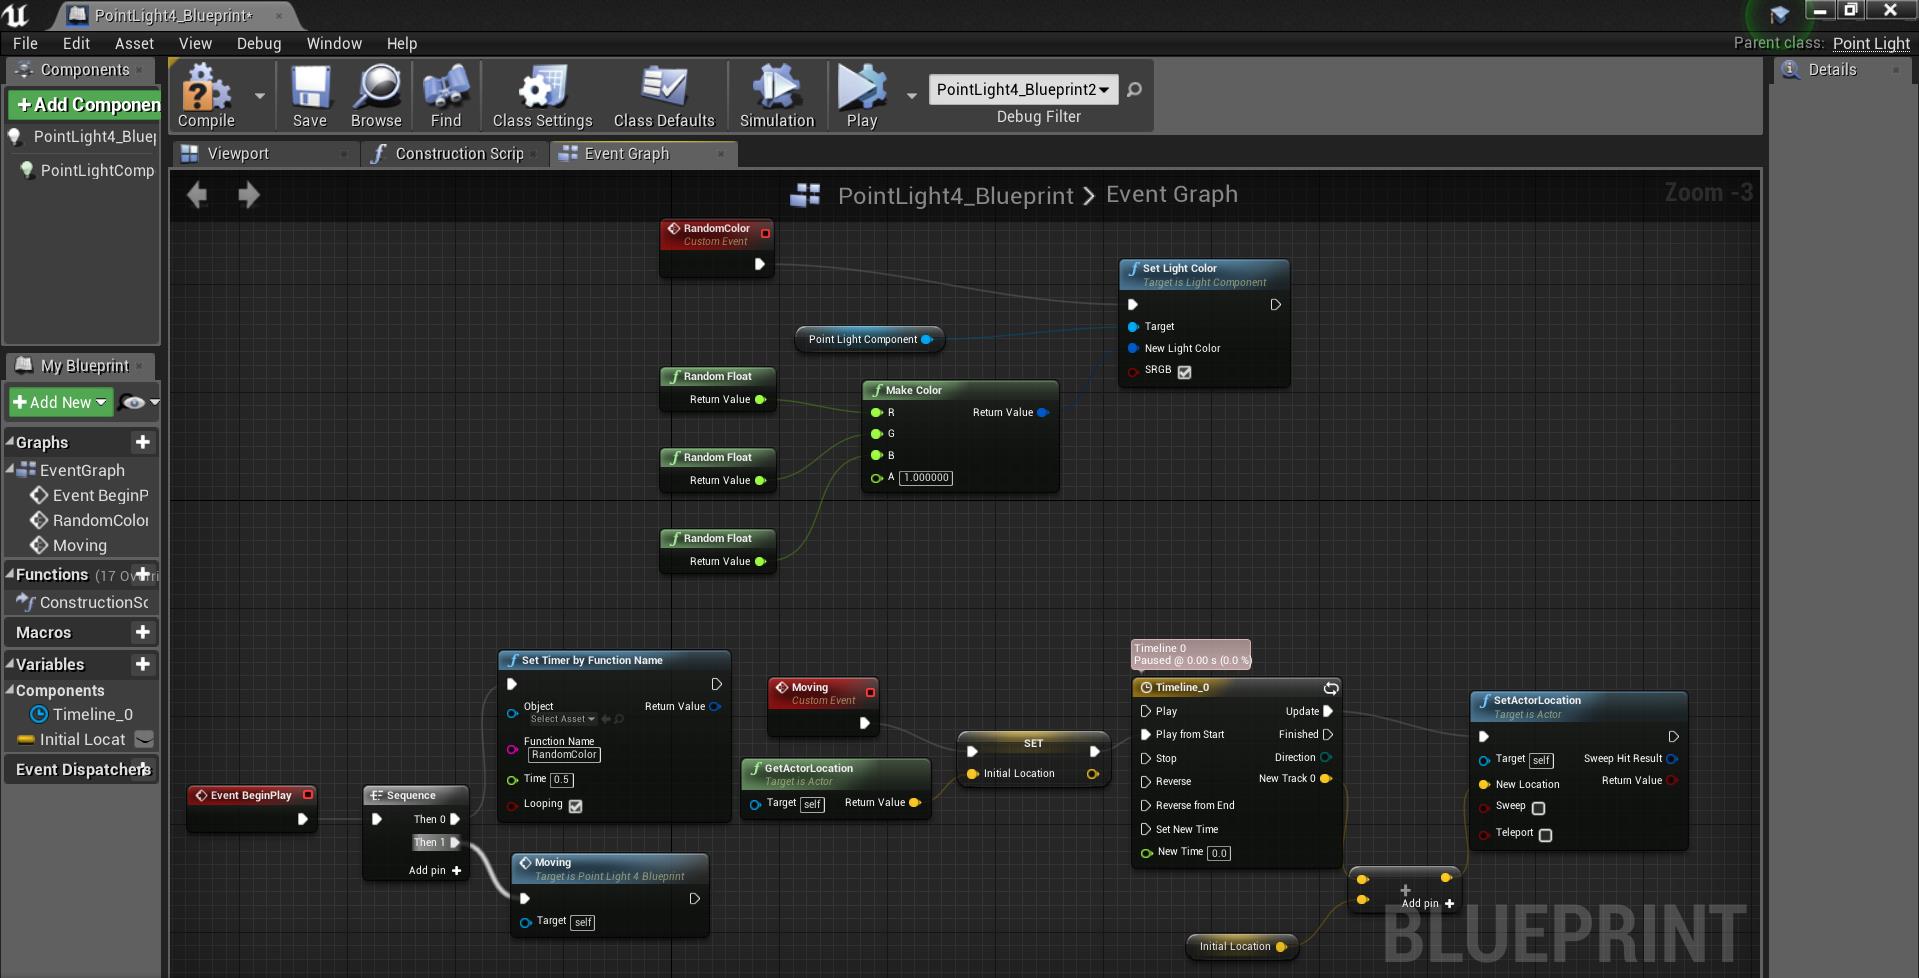 PointLight4_Blueprint*
File Edit Asset View Debug Window Help
Parent class: Point Light
Components
Details
+Add Componen
PointLight4_Bluep
PointLightComp
Compile
Save
Browse
Find
Class Settings
Class Defaults
Simulation
Play
PointLight4_Blueprint2
Debug Filter
Viewport
Construction Scrip
Event Graph
PointLight4_Blueprint > Event Graph
Zoom -3
My Blueprint
+Add New
Graphs
EventGraph
Event BeginP
RandomColor
Moving
Functions (17 Overri
ConstructionSc
Macros
Variables
Components
Timeline_0
Initial Locat
Event Dispatchers
RandomColor
Custom Event
Set Light Color
Target is Light Component
Target
New Light Color
SRGB
Point Light Component
Random Float
Return Value
Random Float
Return Value
Random Float
Return Value
Make Color
R Return Value
G
B
A 1.000000
Set Timer by Function Name
Object Return Value
Select Asset
Function Name
RandomColor
Time 0.5
Looping
Event BeginPlay
Sequence
Then 0
Then 1
Add pin +
Moving
Target is Point Light 4 Blueprint
Target self
Moving
Custom Event
GetActorLocation
Target is Actor
Target self Return Value
SET
Initial Location
Timeline 0
Paused @ 0.00 s (0.0 %)
Timeline_0
Play Update
Play from Start Finished
Stop Direction
Reverse New Track 0
Reverse from End
Set New Time
New Time 0.0
SetActorLocation
Target is Actor
Target self Sweep Hit Result
New Location Return Value
Sweep
Teleport
+
Add pin +
Initial Location
BLUEPRINT